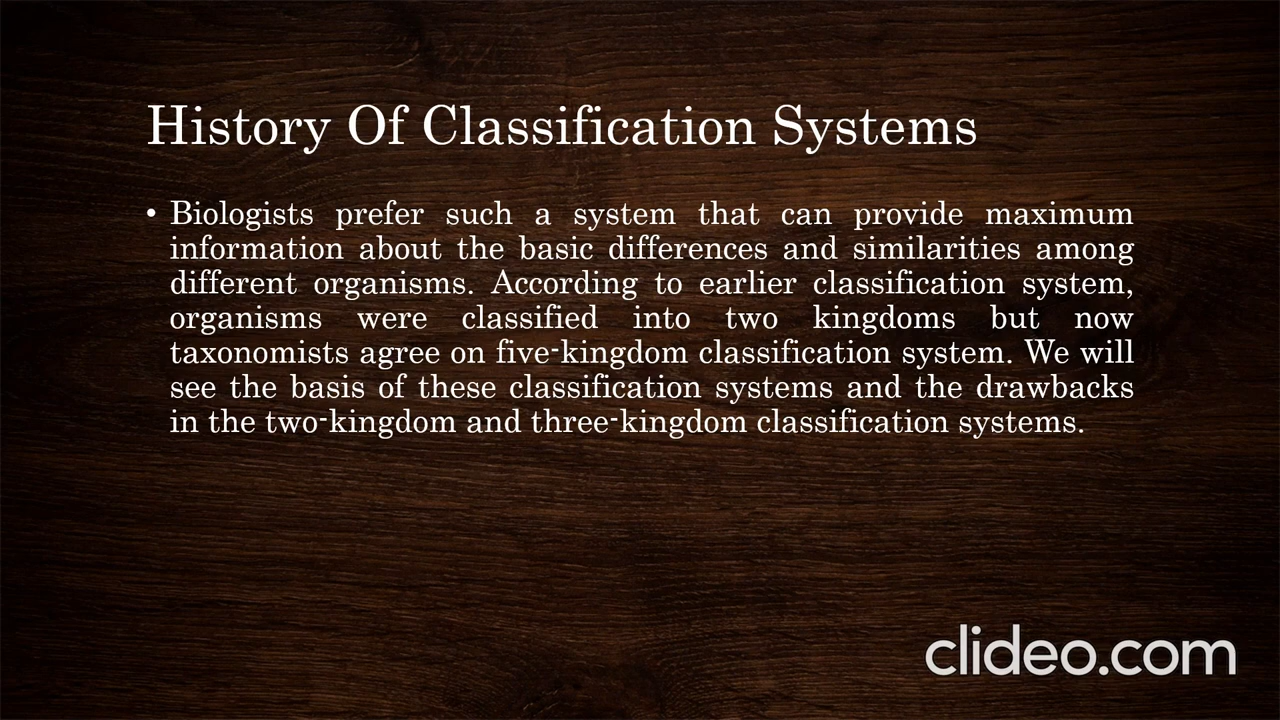 History Of Classification Systems
• Biologists prefer such a system that can provide maximum
information about the basic differences and similarities among
different organisms. According to earlier classification system,
organisms were classified into two kingdoms but now
taxonomists agree on five-kingdom classification system. We will
see the basis of these classification systems and the drawbacks
in the two-kingdom and three-kingdom classification systems.
clideo.com